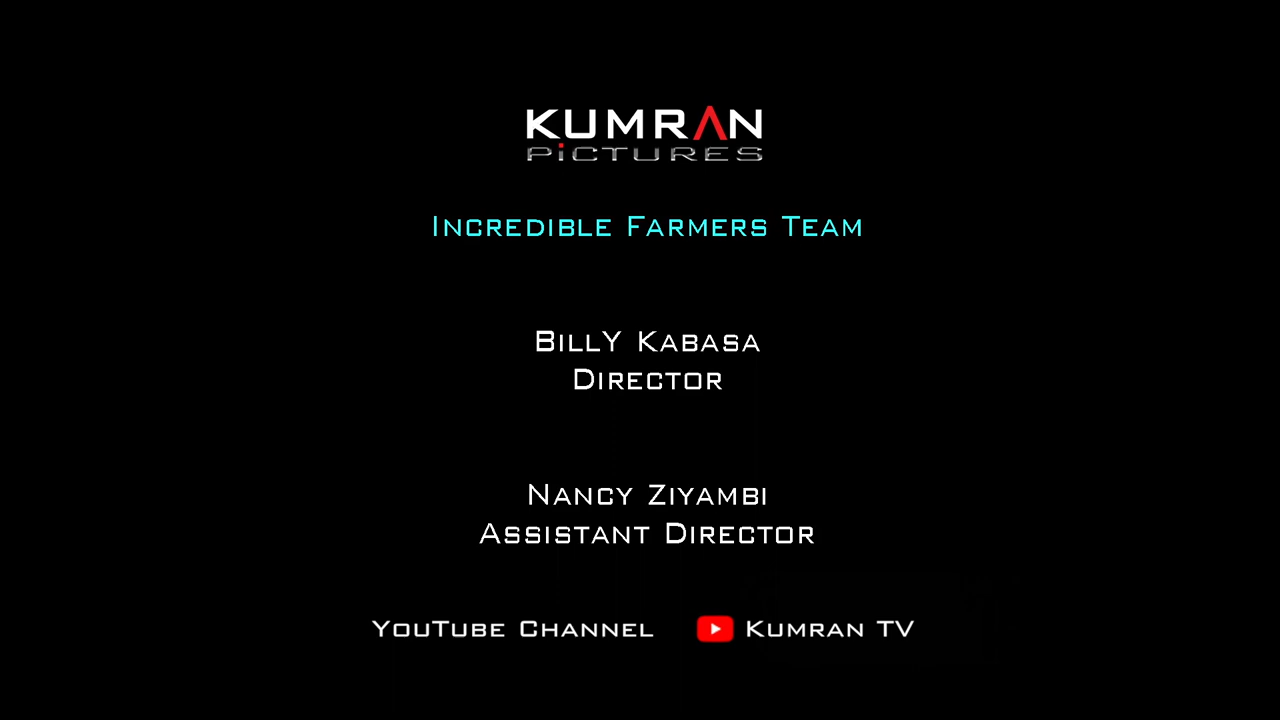 KUMRAN
PiCTURES
Incredible Farmers Team
BillY Kabasa
Director
Nancy Ziyambi
Assistant Director
YouTube Channel Kumran TV